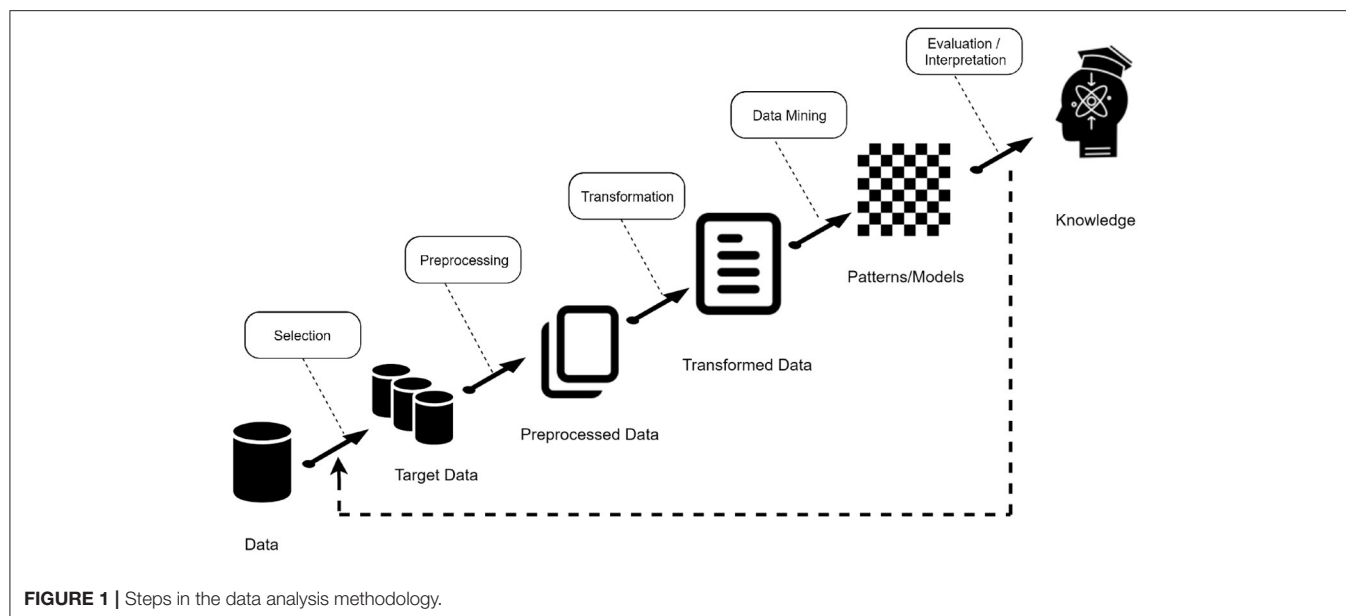 Evaluation /
Interpretation
Data Mining
Knowledge
Transformation
Patterns/Models
Preprocessing
Transformed Data
Selection
Preprocessed Data
Target Data
Data
FIGURE 1 | Steps in the data analysis methodology.